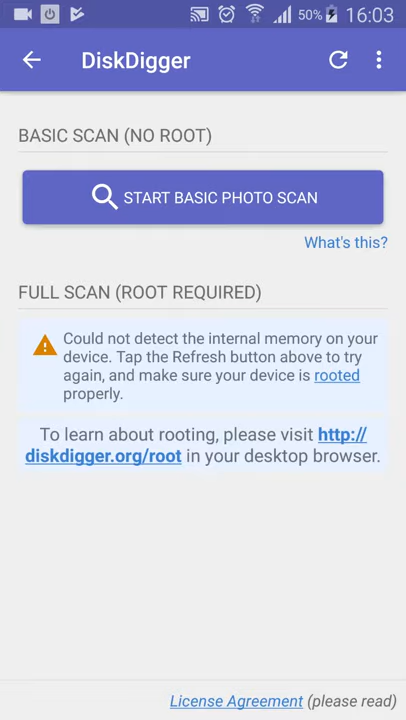 50% 16:03
DiskDigger
BASIC SCAN (NO ROOT)
START BASIC PHOTO SCAN
What's this?
FULL SCAN (ROOT REQUIRED)
Could not detect the internal memory on your
device. Tap the Refresh button above to try
again, and make sure your device is rooted
properly.
To learn about rooting, please visit http://
diskdigger.org/root in your desktop browser.
License Agreement (please read)